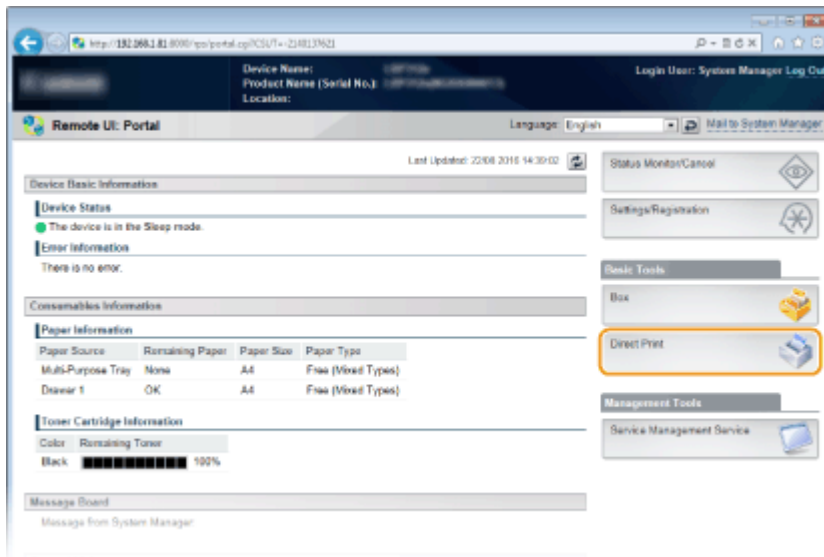 http://192.168.1.81:8000/rps/portal.cgi?CSUT=-2148137621
Device Name:
Product Name (Serial No.):
Location:
Login User: System Manager Log Out
Remote UI: Portal
Language: English
Mail to System Manager
Last Updated: 22/08 2016 14:39:02
Device Basic Information
Device Status
The device is in the Sleep mode.
Error Information
There is no error.
Consumables Information
Paper Information
Paper Source Remaining Paper Paper Size Paper Type
Multi-Purpose Tray None A4 Free (Mixed Types)
Drawer 1 OK A4 Free (Mixed Types)
Toner Cartridge Information
Color Remaining Toner
Black 100%
Message Board
Message from System Manager:
Status Monitor/Cancel
Settings/Registration
Basic Tools
Box
Direct Print
Management Tools
Service Management Service